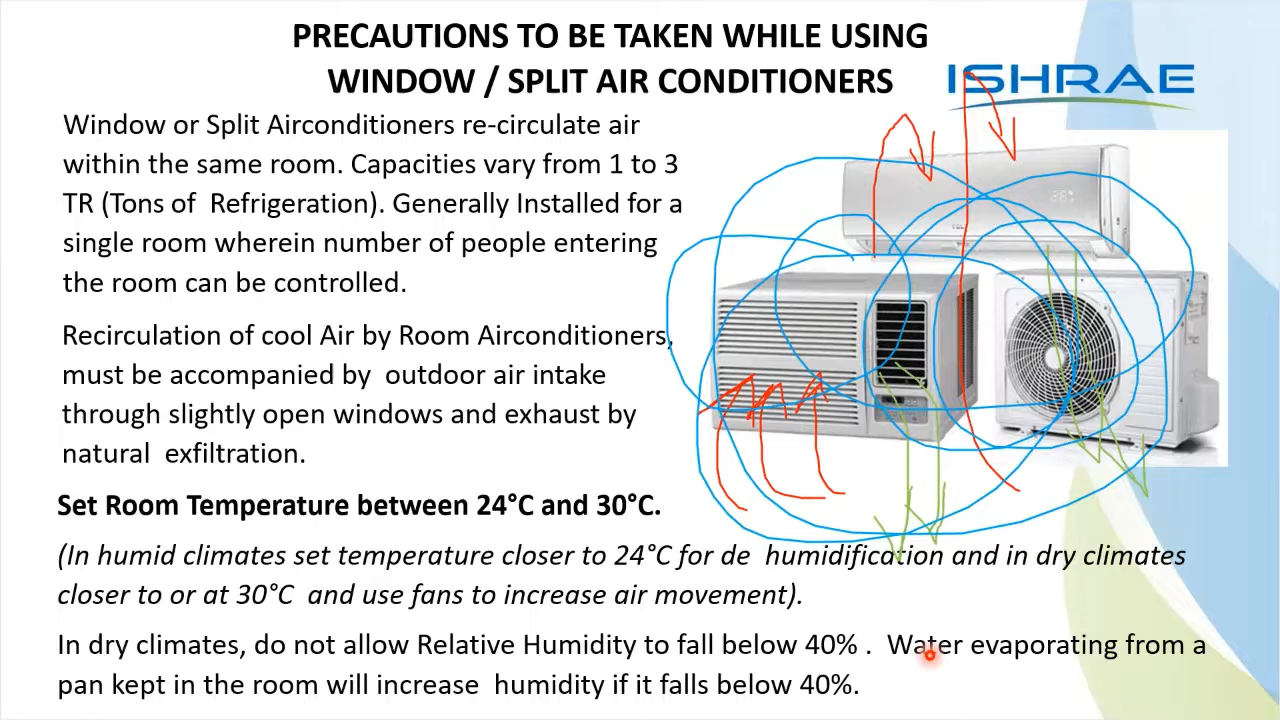 PRECAUTIONS TO BE TAKEN WHILE USING
WINDOW / SPLIT AIR CONDITIONERS
ISHRAE
Window or Split Airconditioners re-circulate air
within the same room. Capacities vary from 1 to 3
TR (Tons of Refrigeration). Generally Installed for a
single room wherein number of people entering
the room can be controlled.
Recirculation of cool Air by Room Airconditioners,
must be accompanied by outdoor air intake
through slightly open windows and exhaust by
natural exfiltration.
Set Room Temperature between 24°C and 30°C.
(In humid climates set temperature closer to 24°C for de humidification and in dry climates
closer to or at 30°C and use fans to increase air movement).
In dry climates, do not allow Relative Humidity to fall below 40% . Water evaporating from a
pan kept in the room will increase humidity if it falls below 40%.